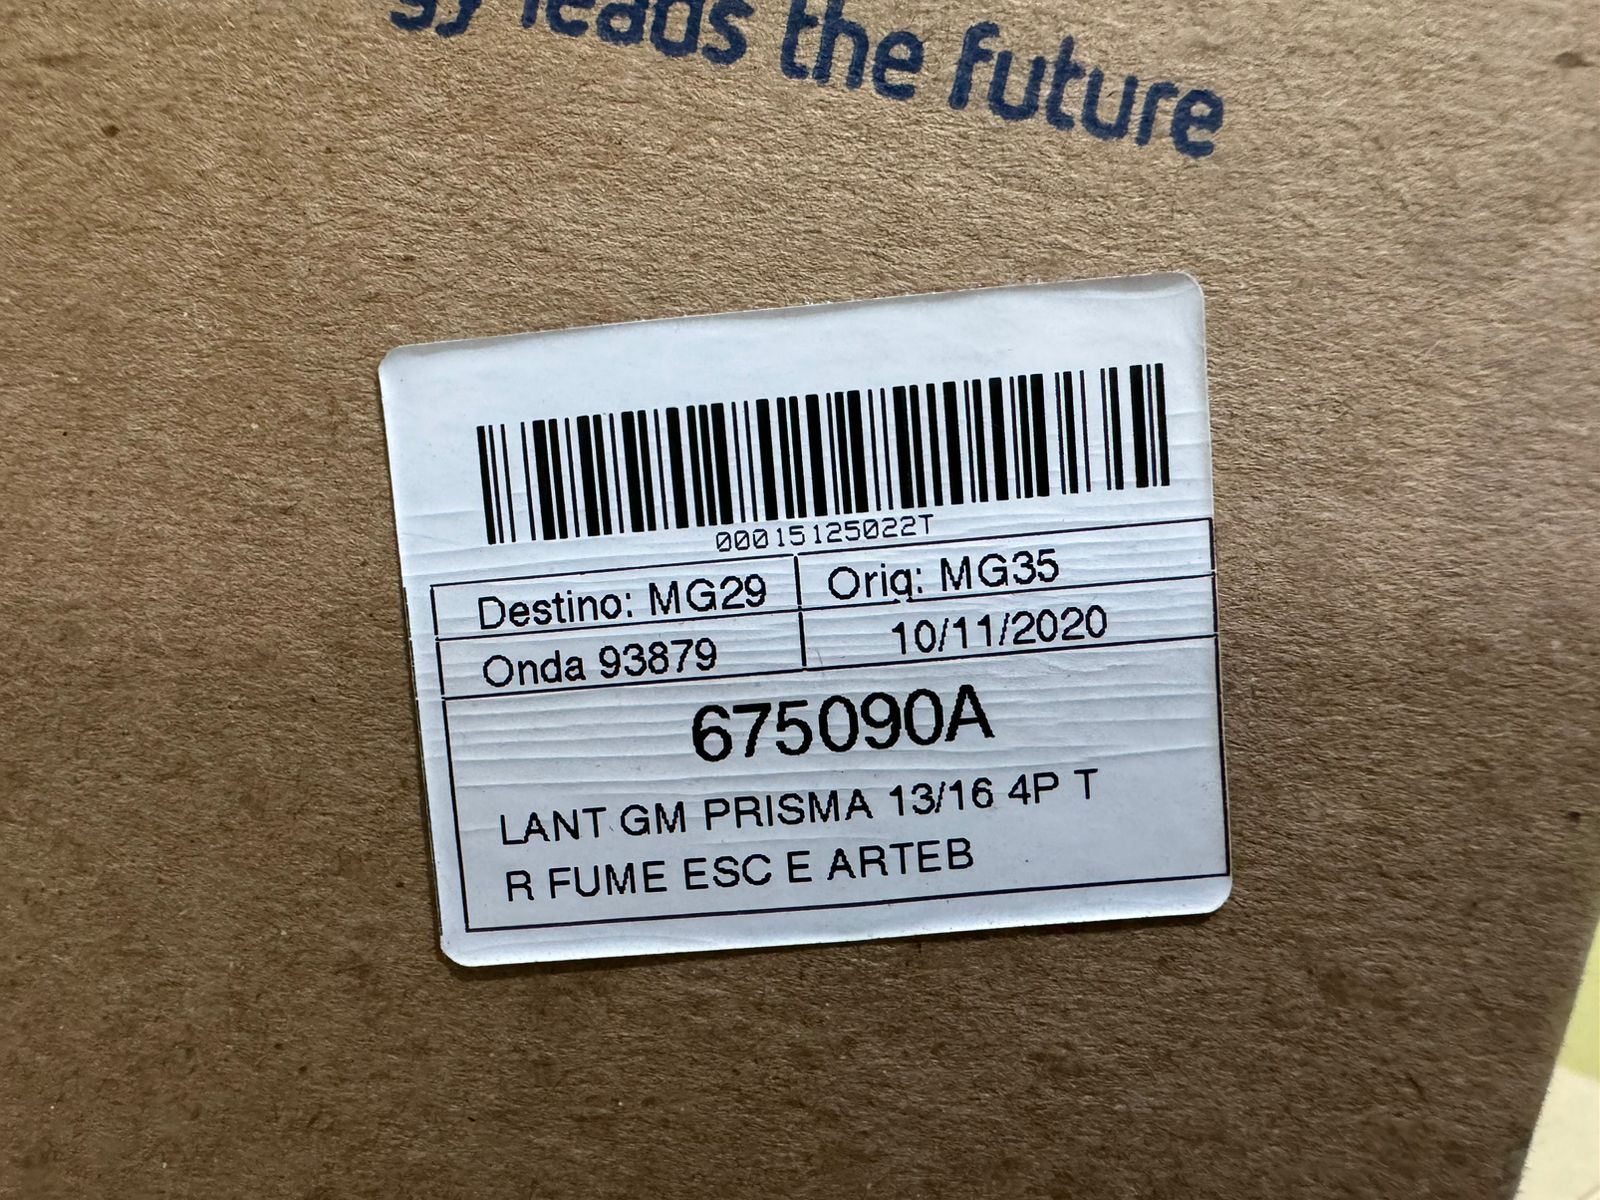 leads the future
00015125022T
Destino: MG29 Orig: MG35
Onda 93879 10/11/2020
675090A
LANT GM PRISMA 13/16 4P T
R FUME ESC E ARTEB